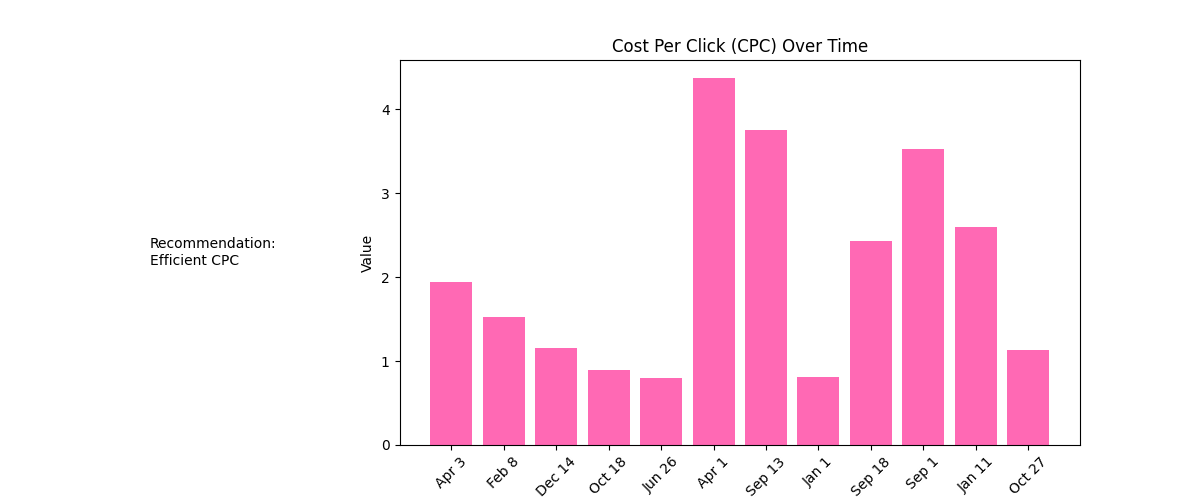 Cost Per Click (CPC) Over Time
Recommendation:
Efficient CPC
Value
4
3
2
1
0
Apr 3
Feb 8
Dec 14
Oct 18
Jun 26
Apr 1
Sep 13
Jan 1
Sep 18
Sep 1
Jan 11
Oct 27